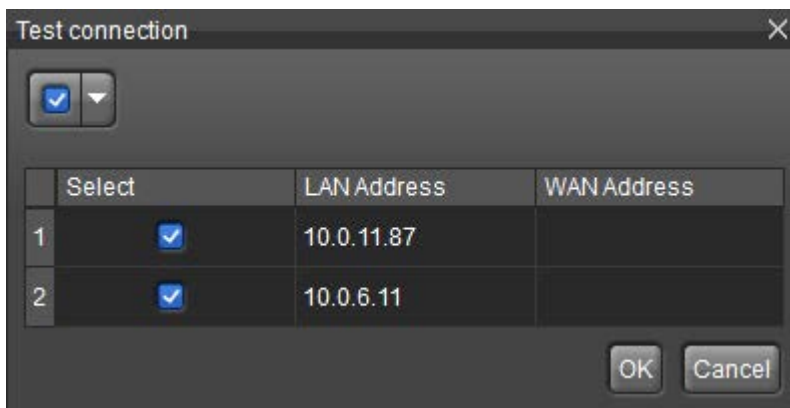 Test connection
Select LAN Address WAN Address
1 10.0.11.87
2 10.0.6.11
OK Cancel